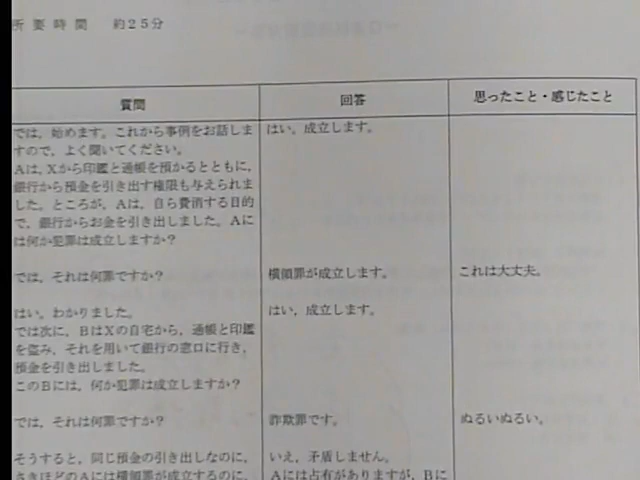 所要時間 約25分
質問 回答 思ったこと・感じたこと
では，始めます。これから事例をお話しま はい，成立します。
すので，よく聞いてください。
Aは，Xから印鑑と通帳を預かるとともに，
銀行から預金を引き出す権限も与えられま
した。ところが，Aは，自ら費消する目的
で，銀行からお金を引き出しました。Aに
は何か犯罪は成立しますか？
では，それは何罪ですか？ 横領罪が成立します。 これは大丈夫。
はい，わかりました。 はい，成立します。
では次に，BはXの自宅から，通帳と印鑑
を盗み，それを用いて銀行の窓口に行き，
預金を引き出しました。
このBには，何か犯罪は成立しますか？
では，それは何罪ですか？ 詐欺罪です。 ぬるいぬるい。
そうすると，同じ預金の引き出しなのに， いえ，矛盾しません。
さきほどのAには横領罪が成立するのに， Aには占有がありますが，Bに